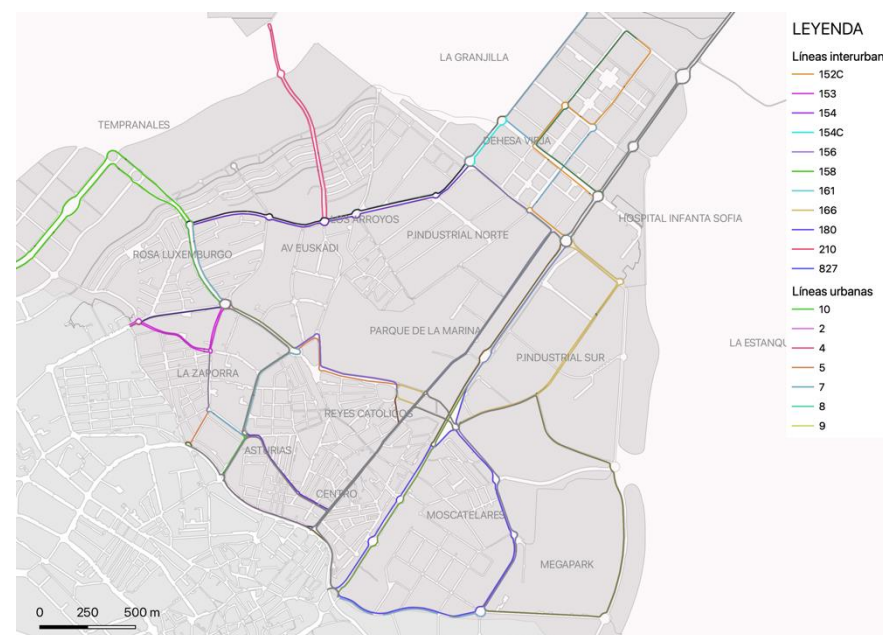 LEYENDA
Líneas interurban
152C
153
154
154C
156
158
161
166
180
210
827
Líneas urbanas
10
2
4
5
7
8
9
LA GRANJILLA
TEMPRANALES
DEHESA VIEJA
HOSPITAL INFANTA SOFIA
LOS ARROYOS
P.INDUSTRIAL NORTE
AV EUSKADI
ROSA LUXEMBURGO
PARQUE DE LA MARINA
LA ESTANQU
P.INDUSTRIAL SUR
LA ZAPORRA
REYES CATOLICOS
ASTURIAS
CENTRO
MOSCATELARES
MEGAPARK
0 250 500 m